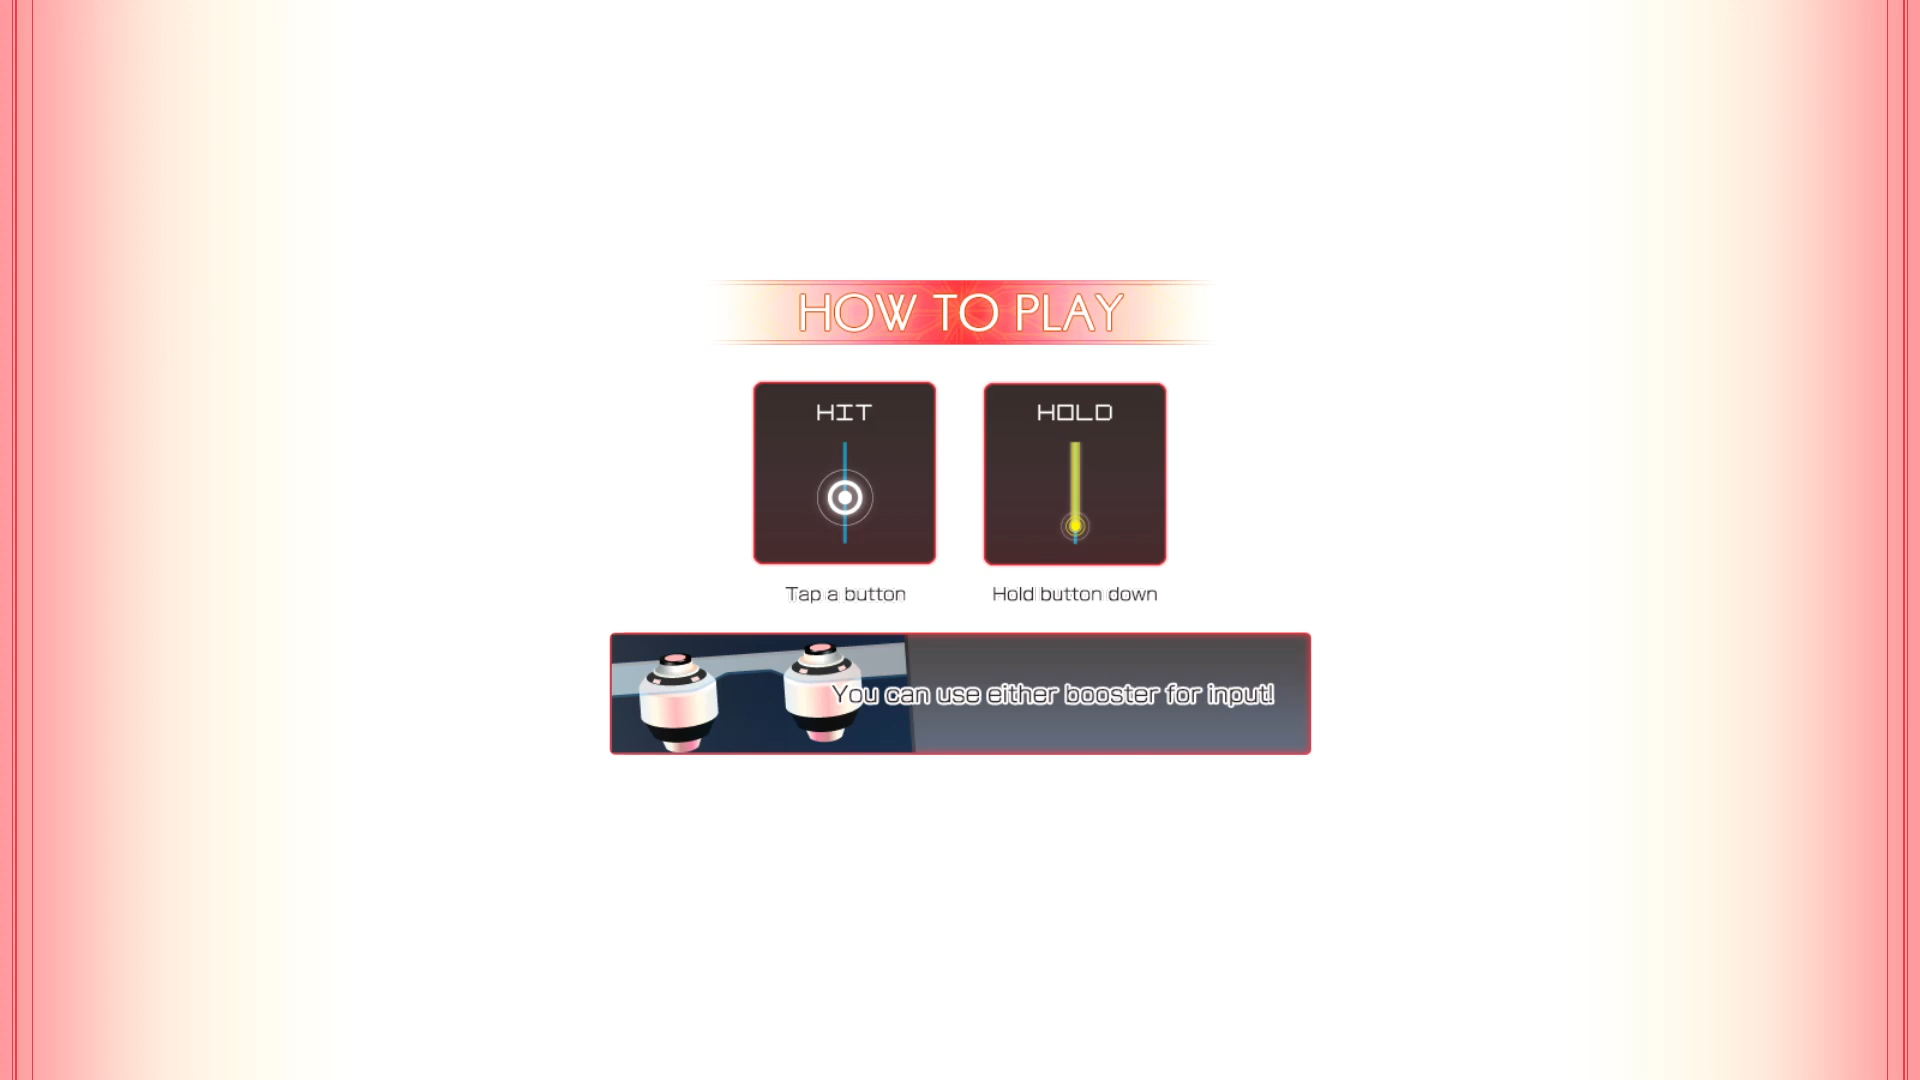 HOW TO PLAY
HIT
HOLD
Tap a button
Hold button down
You can use either booster for input!